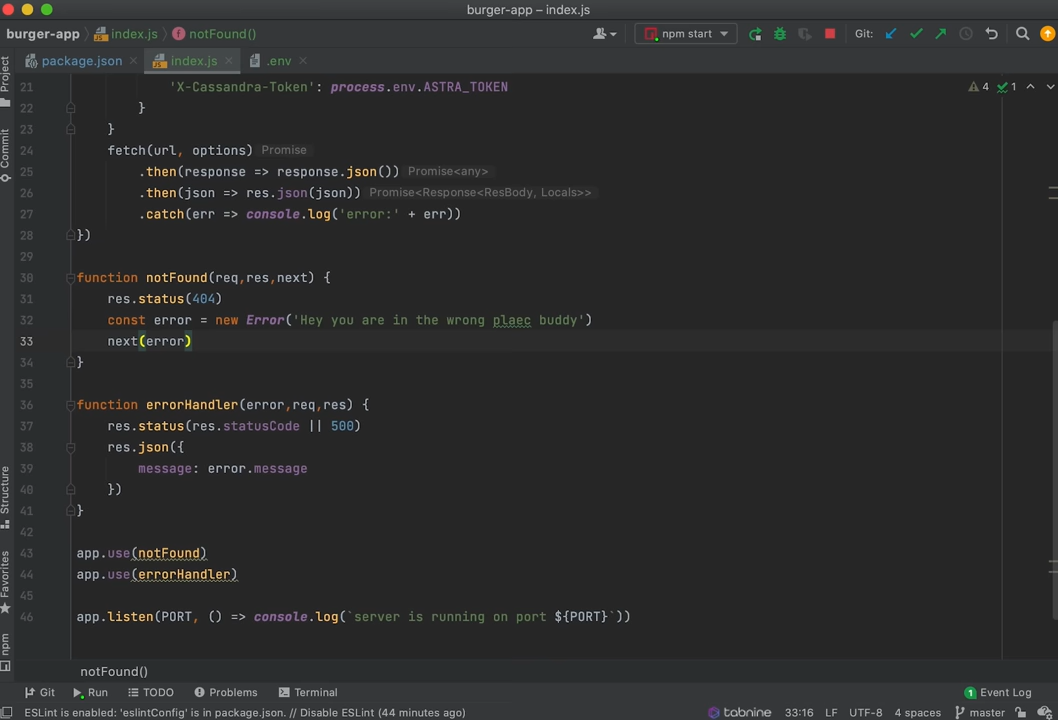 burger-app – index.js
burger-app index.js notFound() npm start Git:
package.json index.js .env
Project
Commit
Structure
Favorites
npm
21 'X-Cassandra-Token': process.env.ASTRA_TOKEN 4 1
22 }
23 }
24 fetch(url, options) Promise
25 .then(response => response.json()) Promise<any>
26 .then(json => res.json(json)) Promise<Response<ResBody, Locals>>
27 .catch(err => console.log('error:' + err))
28 })
29
30 function notFound(req,res,next) {
31 res.status(404)
32 const error = new Error('Hey you are in the wrong plaec buddy')
33 next(error)
34 }
35
36 function errorHandler(error,req,res) {
37 res.status(res.statusCode || 500)
38 res.json({
39 message: error.message
40 })
41 }
42
43 app.use(notFound)
44 app.use(errorHandler)
45
46 app.listen(PORT, () => console.log(`server is running on port ${PORT}`))
notFound()
Git Run TODO Problems Terminal 1 Event Log
ESLint is enabled: 'eslintConfig' is in package.json. // Disable ESLint (44 minutes ago) tabnine 33:16 LF UTF-8 4 spaces master